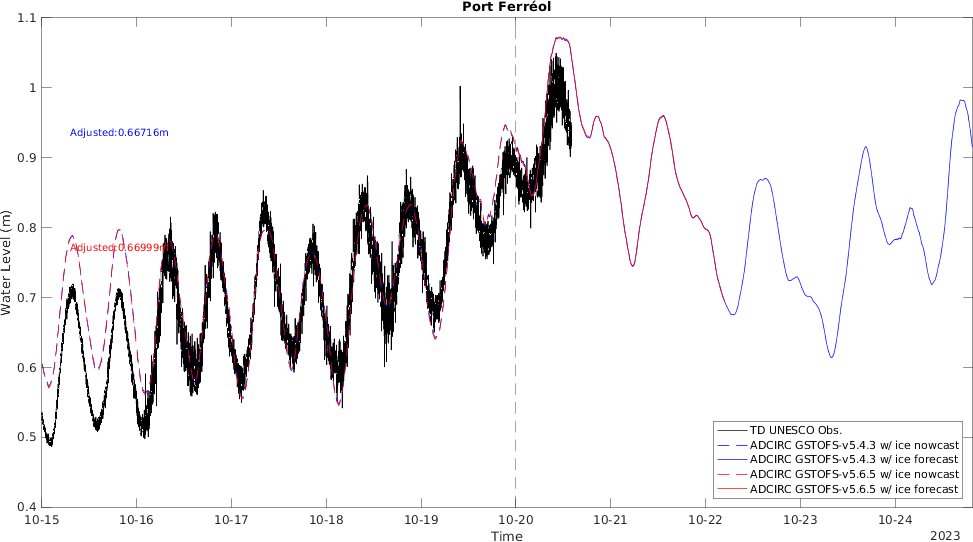 Port Ferréol
1.1
1
0.9
0.8
0.7
0.6
0.5
0.4
Water Level (m)
Adjusted:0.66716m
Adjusted:0.66999m
TD UNESCO Obs.
ADCIRC GSTOFS-v5.4.3 w/ ice nowcast
ADCIRC GSTOFS-v5.4.3 w/ ice forecast
ADCIRC GSTOFS-v5.6.5 w/ ice nowcast
ADCIRC GSTOFS-v5.6.5 w/ ice forecast
10-15 10-16 10-17 10-18 10-19 10-20 10-21 10-22 10-23 10-24
Time
2023